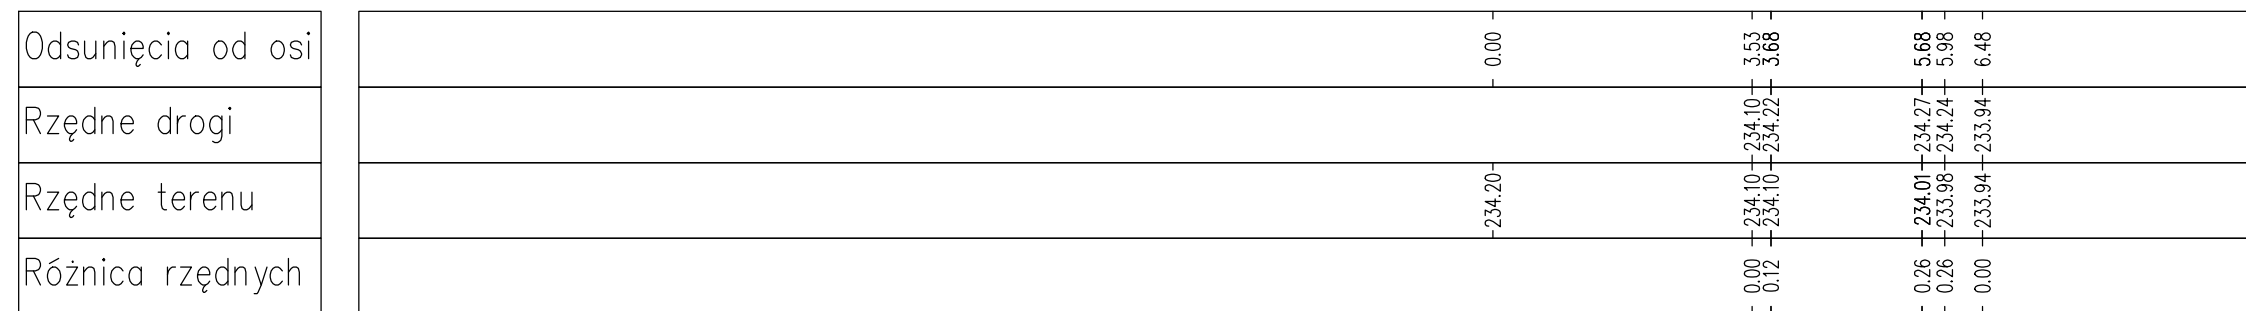 Odsunięcia od osi 0.00 3.53 3.68 5.68 5.98 6.48
Rzędne drogi 234.10 234.22 234.27 234.24 233.94
Rzędne terenu 234.20 234.10 234.10 234.01 233.98 233.94
Różnica rzędnych 0.00 0.12 0.26 0.26 0.00